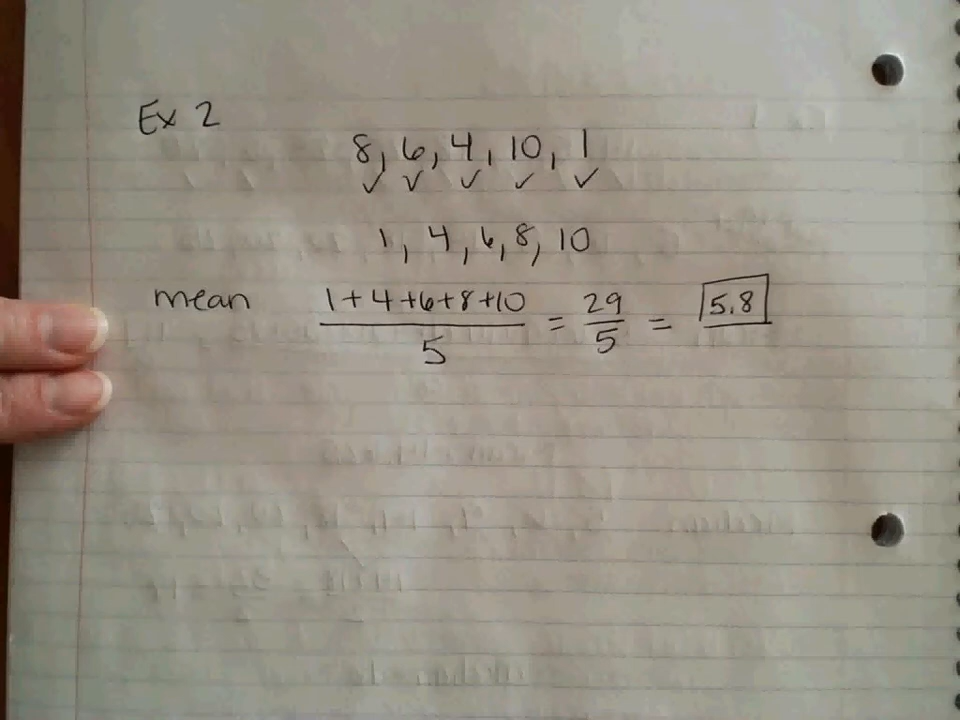 Ex 2
8, 6, 4, 10, 1
✓ ✓ ✓ ✓ ✓
1, 4, 6, 8, 10
mean 1+4+6+8+10/5 = 29/5 = 5.8